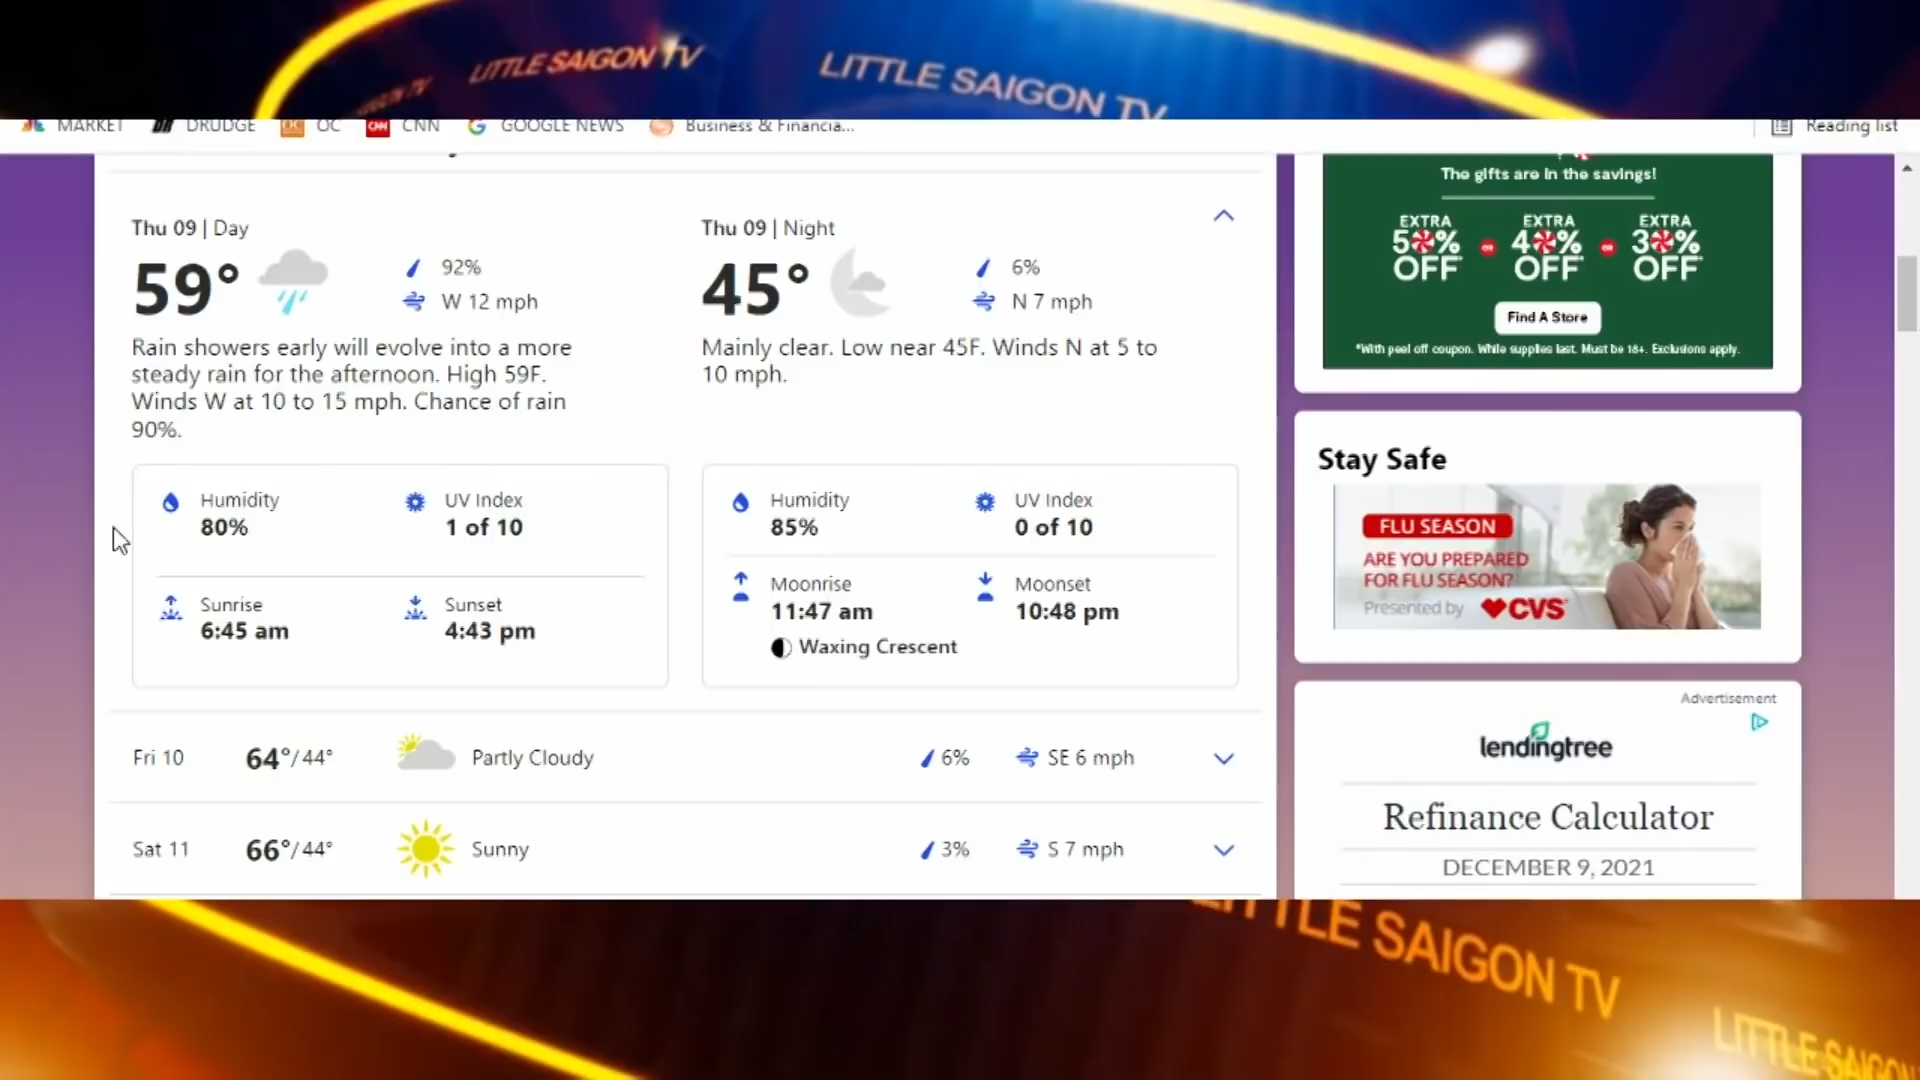 LITTLE SAIGON TV
LITTLE SAIGON TV
SAIGON TV
MARKET
DRUDGE
OC
OC
CNN
CNN
GOOGLE NEWS
Business & Financia...
Reading list
Thu 09 | Day
59°
92%
W 12 mph
Rain showers early will evolve into a more
steady rain for the afternoon. High 59F.
Winds W at 10 to 15 mph. Chance of rain
90%.
Humidity
80%
UV Index
1 of 10
Sunrise
6:45 am
Sunset
4:43 pm
Thu 09 | Night
45°
6%
N 7 mph
Mainly clear. Low near 45F. Winds N at 5 to
10 mph.
Humidity
85%
UV Index
0 of 10
Moonrise
11:47 am
Moonset
10:48 pm
Waxing Crescent
Fri 10
64°/44°
Partly Cloudy
6%
SE 6 mph
Sat 11
66°/44°
Sunny
3%
S 7 mph
The gifts are in the savings!
EXTRA
50%
OFF*
OR
EXTRA
40%
OFF*
OR
EXTRA
30%
OFF*
Find A Store
*With peel off coupon. While supplies last. Must be 18+. Exclusions apply.
Stay Safe
FLU SEASON
ARE YOU PREPARED
FOR FLU SEASON?
Presented by CVS
Advertisement
lendingtree
Refinance Calculator
DECEMBER 9, 2021
LITTLE SAIGON TV
LITTLE SAIGON